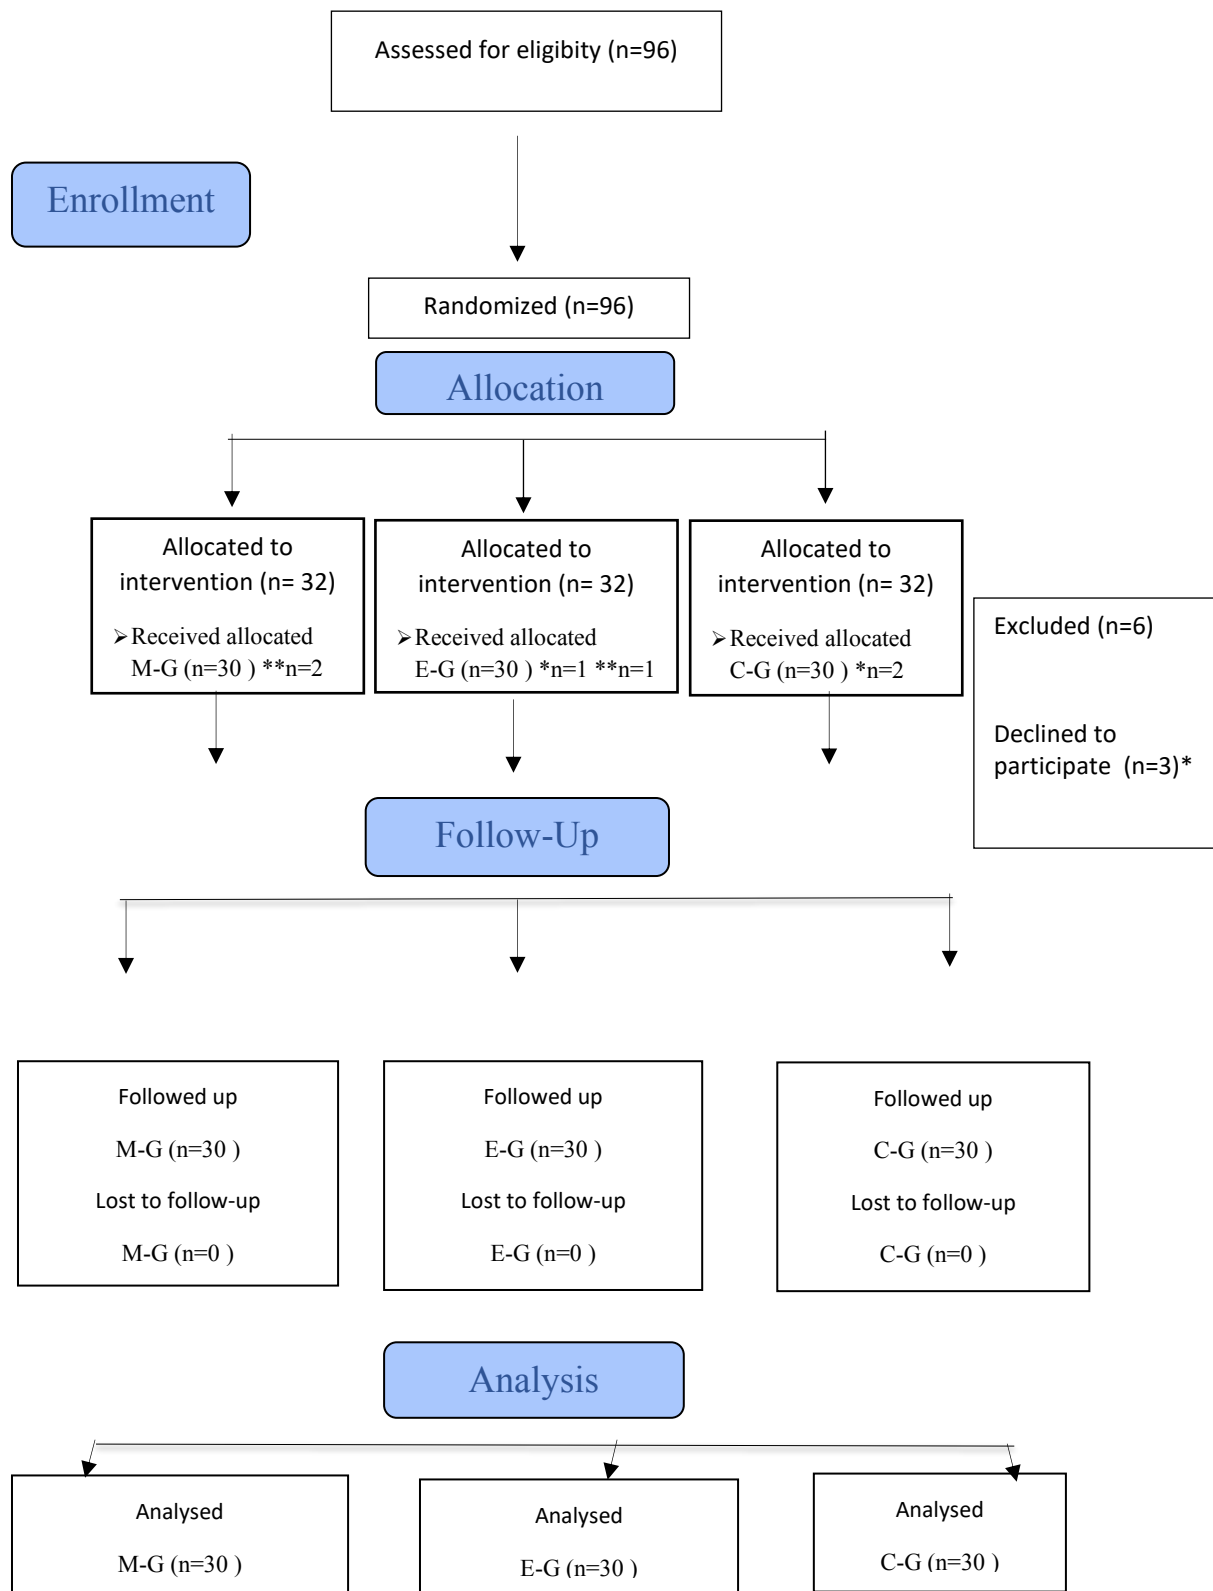 Assessed for eligibity (n=96)
Enrollment
Randomized (n=96)
Allocation
Allocated to
intervention (n= 32)
➢Received allocated
M-G (n=30 ) **n=2
Allocated to
intervention (n= 32)
➢Received allocated
E-G (n=30 ) *n=1 **n=1
Allocated to
intervention (n= 32)
➢Received allocated
C-G (n=30 ) *n=2
Excluded (n=6)
Declined to
participate (n=3)*
Follow-Up
Followed up
M-G (n=30 )
Lost to follow-up
M-G (n=0 )
Followed up
E-G (n=30 )
Lost to follow-up
E-G (n=0 )
Followed up
C-G (n=30 )
Lost to follow-up
C-G (n=0 )
Analysis
Analysed
M-G (n=30 )
Analysed
E-G (n=30 )
Analysed
C-G (n=30 )